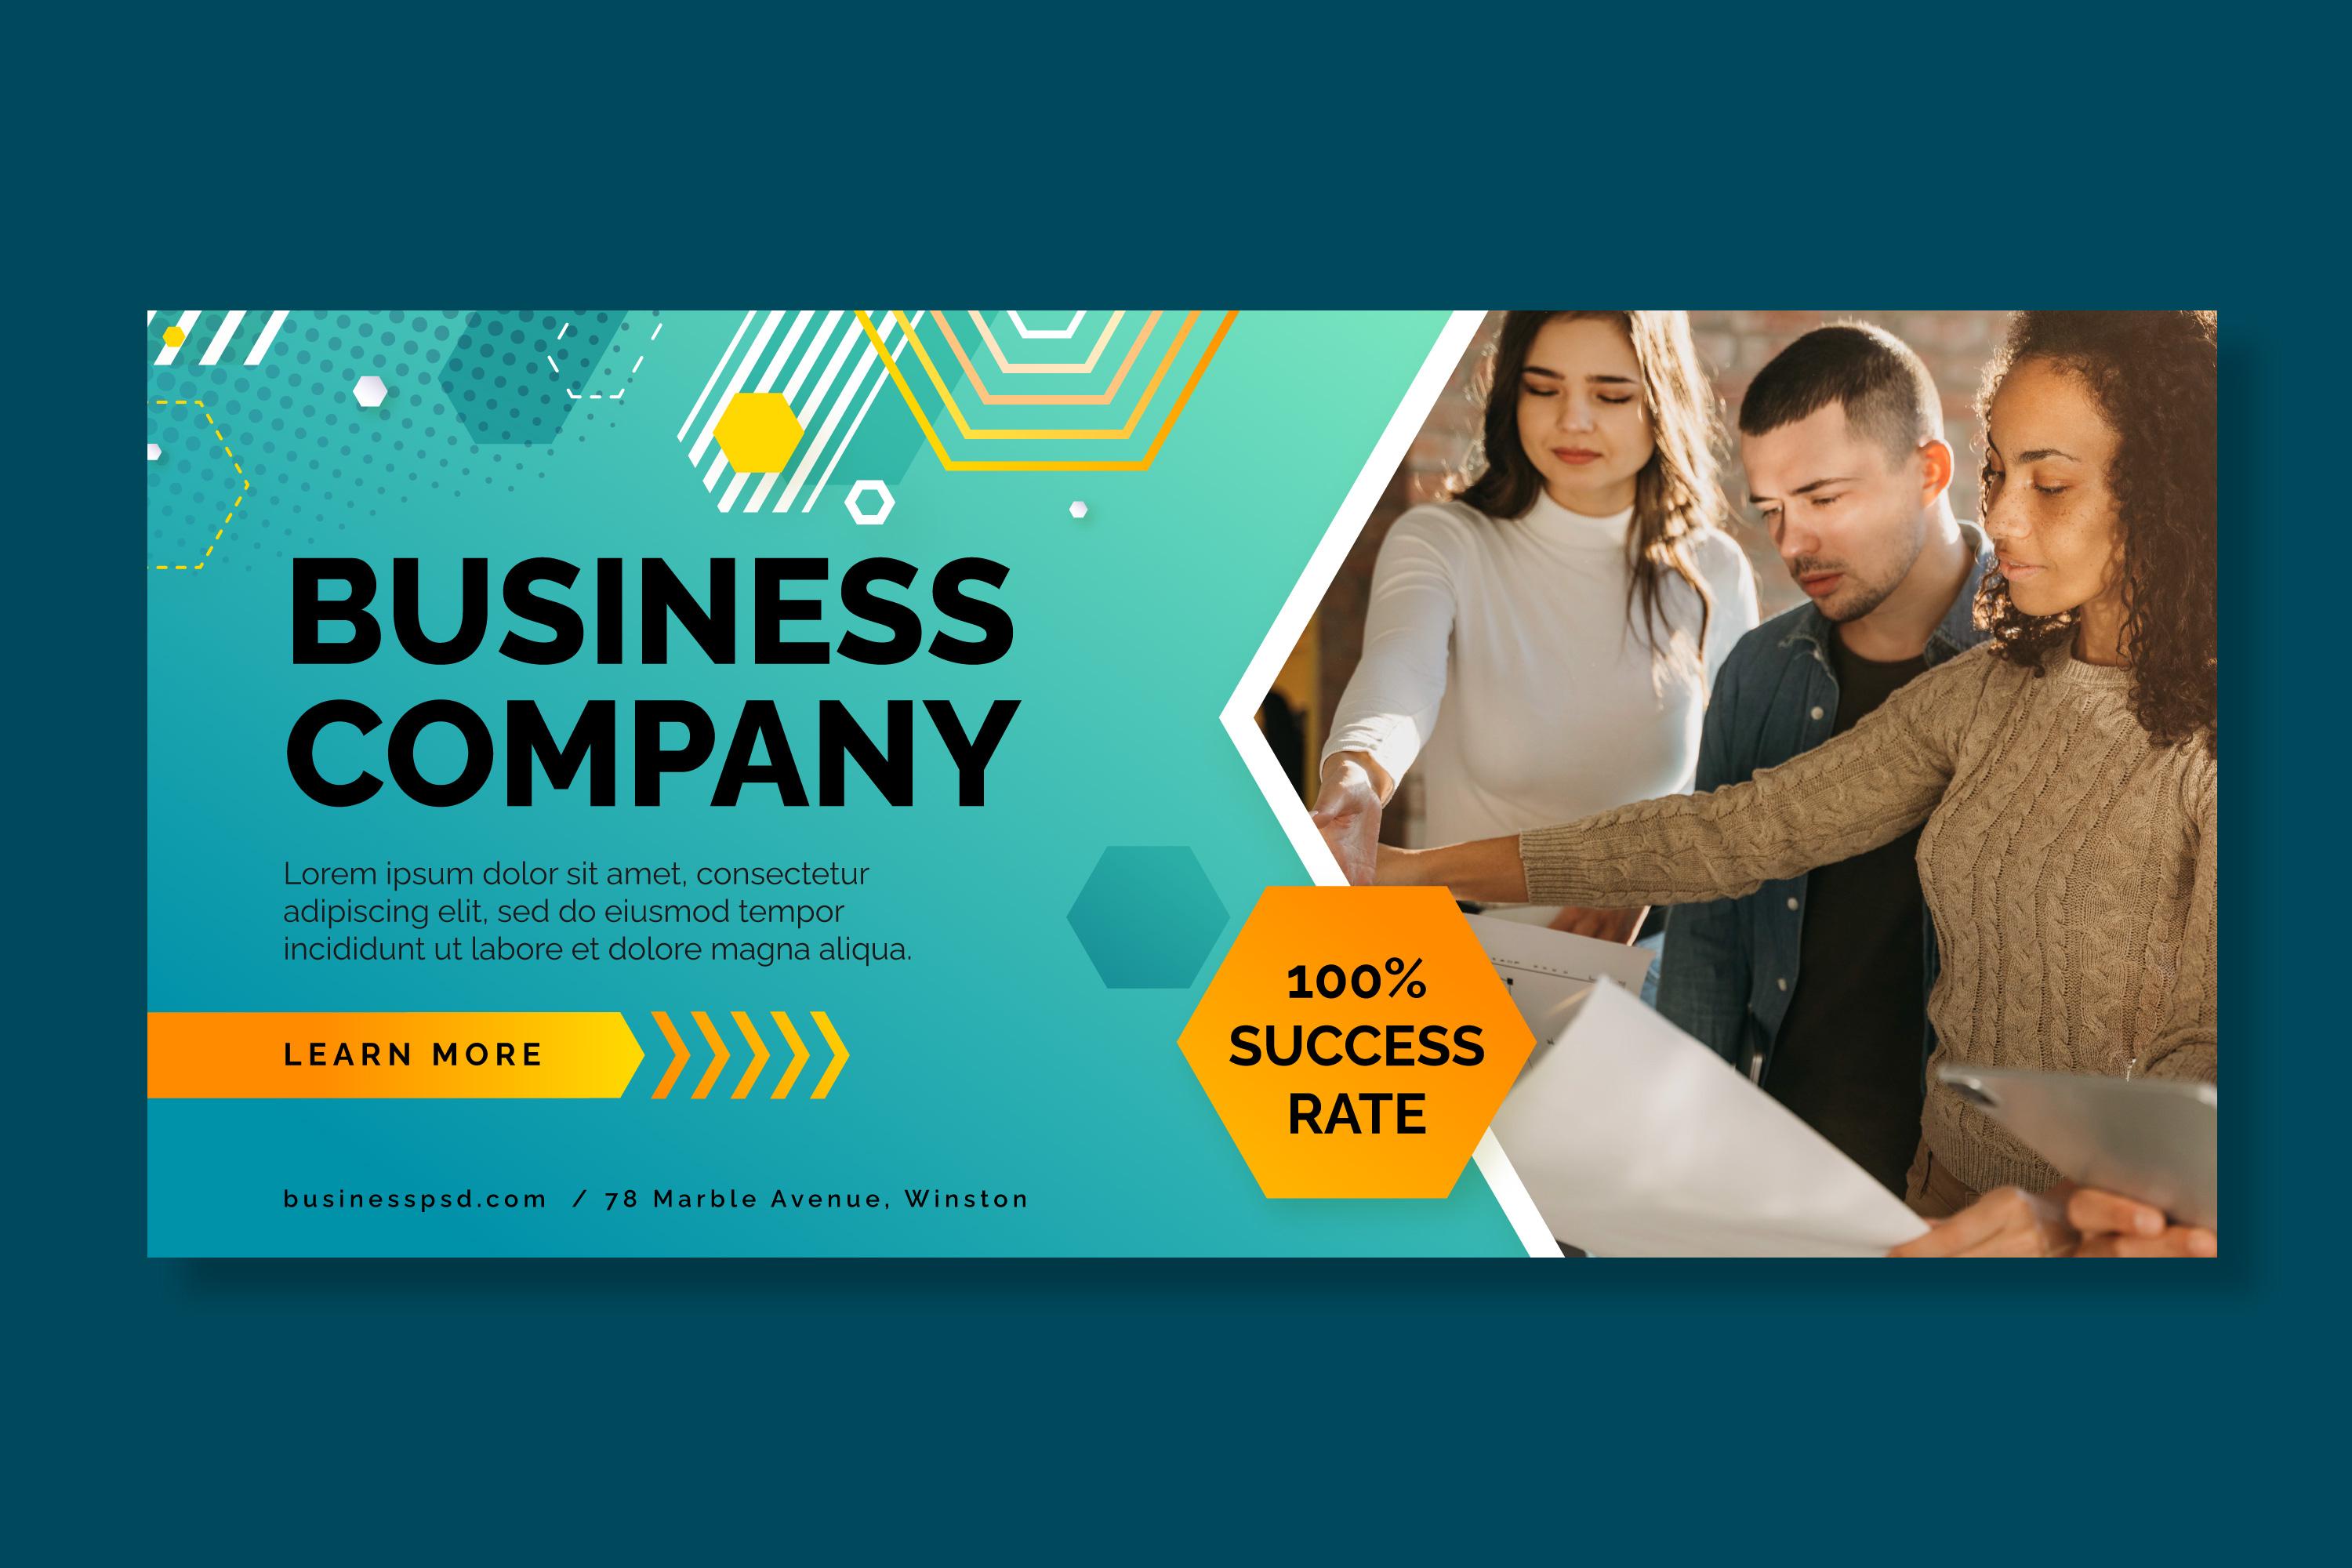 BUSINESS
COMPANY
Lorem ipsum dolor sit amet, consectetur
adipiscing elit, sed do eiusmod tempor
incididunt ut labore et dolore magna aliqua.
LEARN MORE
100%
SUCCESS
RATE
businesspsd.com / 78 Marble Avenue, Winston